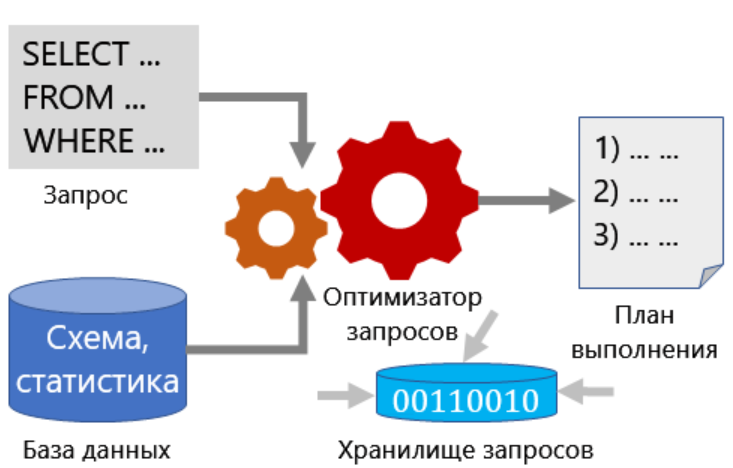 SELECT ...
FROM ...
WHERE ...
Запрос
1) ... ...
2) ... ...
3) ... ...
Оптимизатор
запросов
План
выполнения
Схема,
статистика
База данных
00110010
Хранилище запросов